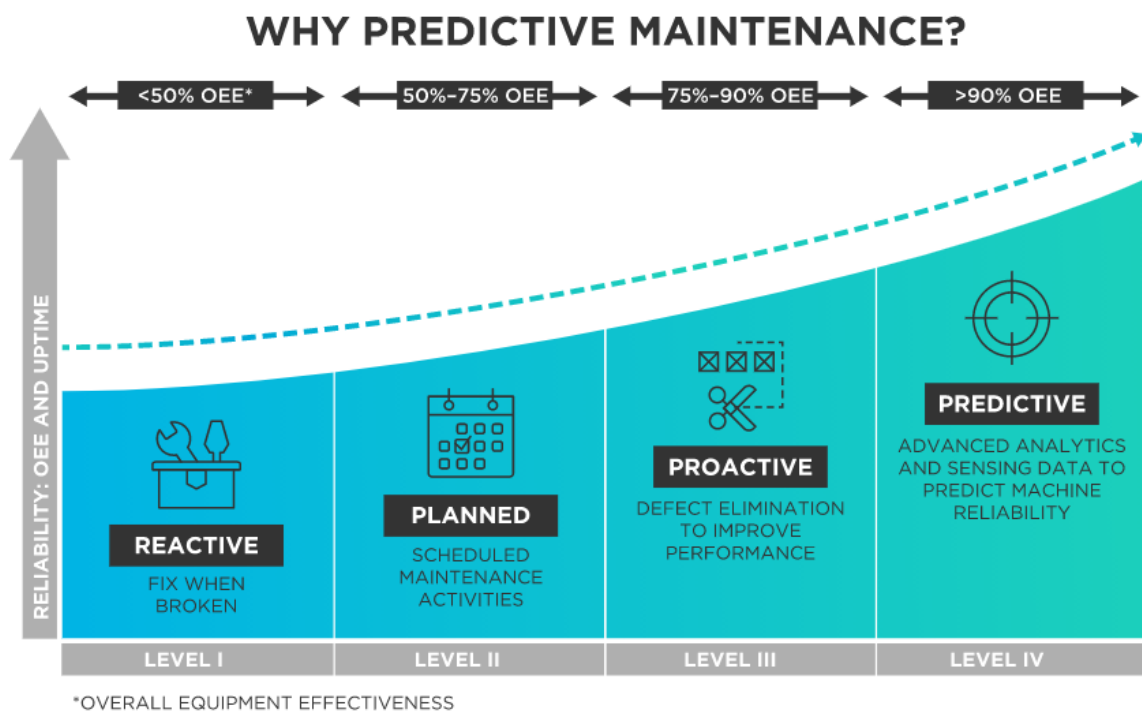 WHY PREDICTIVE MAINTENANCE?
<50% OEE*
50%–75% OEE
75%–90% OEE
>90% OEE
RELIABILITY: OEE AND UPTIME
REACTIVE
FIX WHEN
BROKEN
PLANNED
SCHEDULED
MAINTENANCE
ACTIVITIES
PROACTIVE
DEFECT ELIMINATION
TO IMPROVE
PERFORMANCE
PREDICTIVE
ADVANCED ANALYTICS
AND SENSING DATA TO
PREDICT MACHINE
RELIABILITY
LEVEL I
LEVEL II
LEVEL III
LEVEL IV
*OVERALL EQUIPMENT EFFECTIVENESS